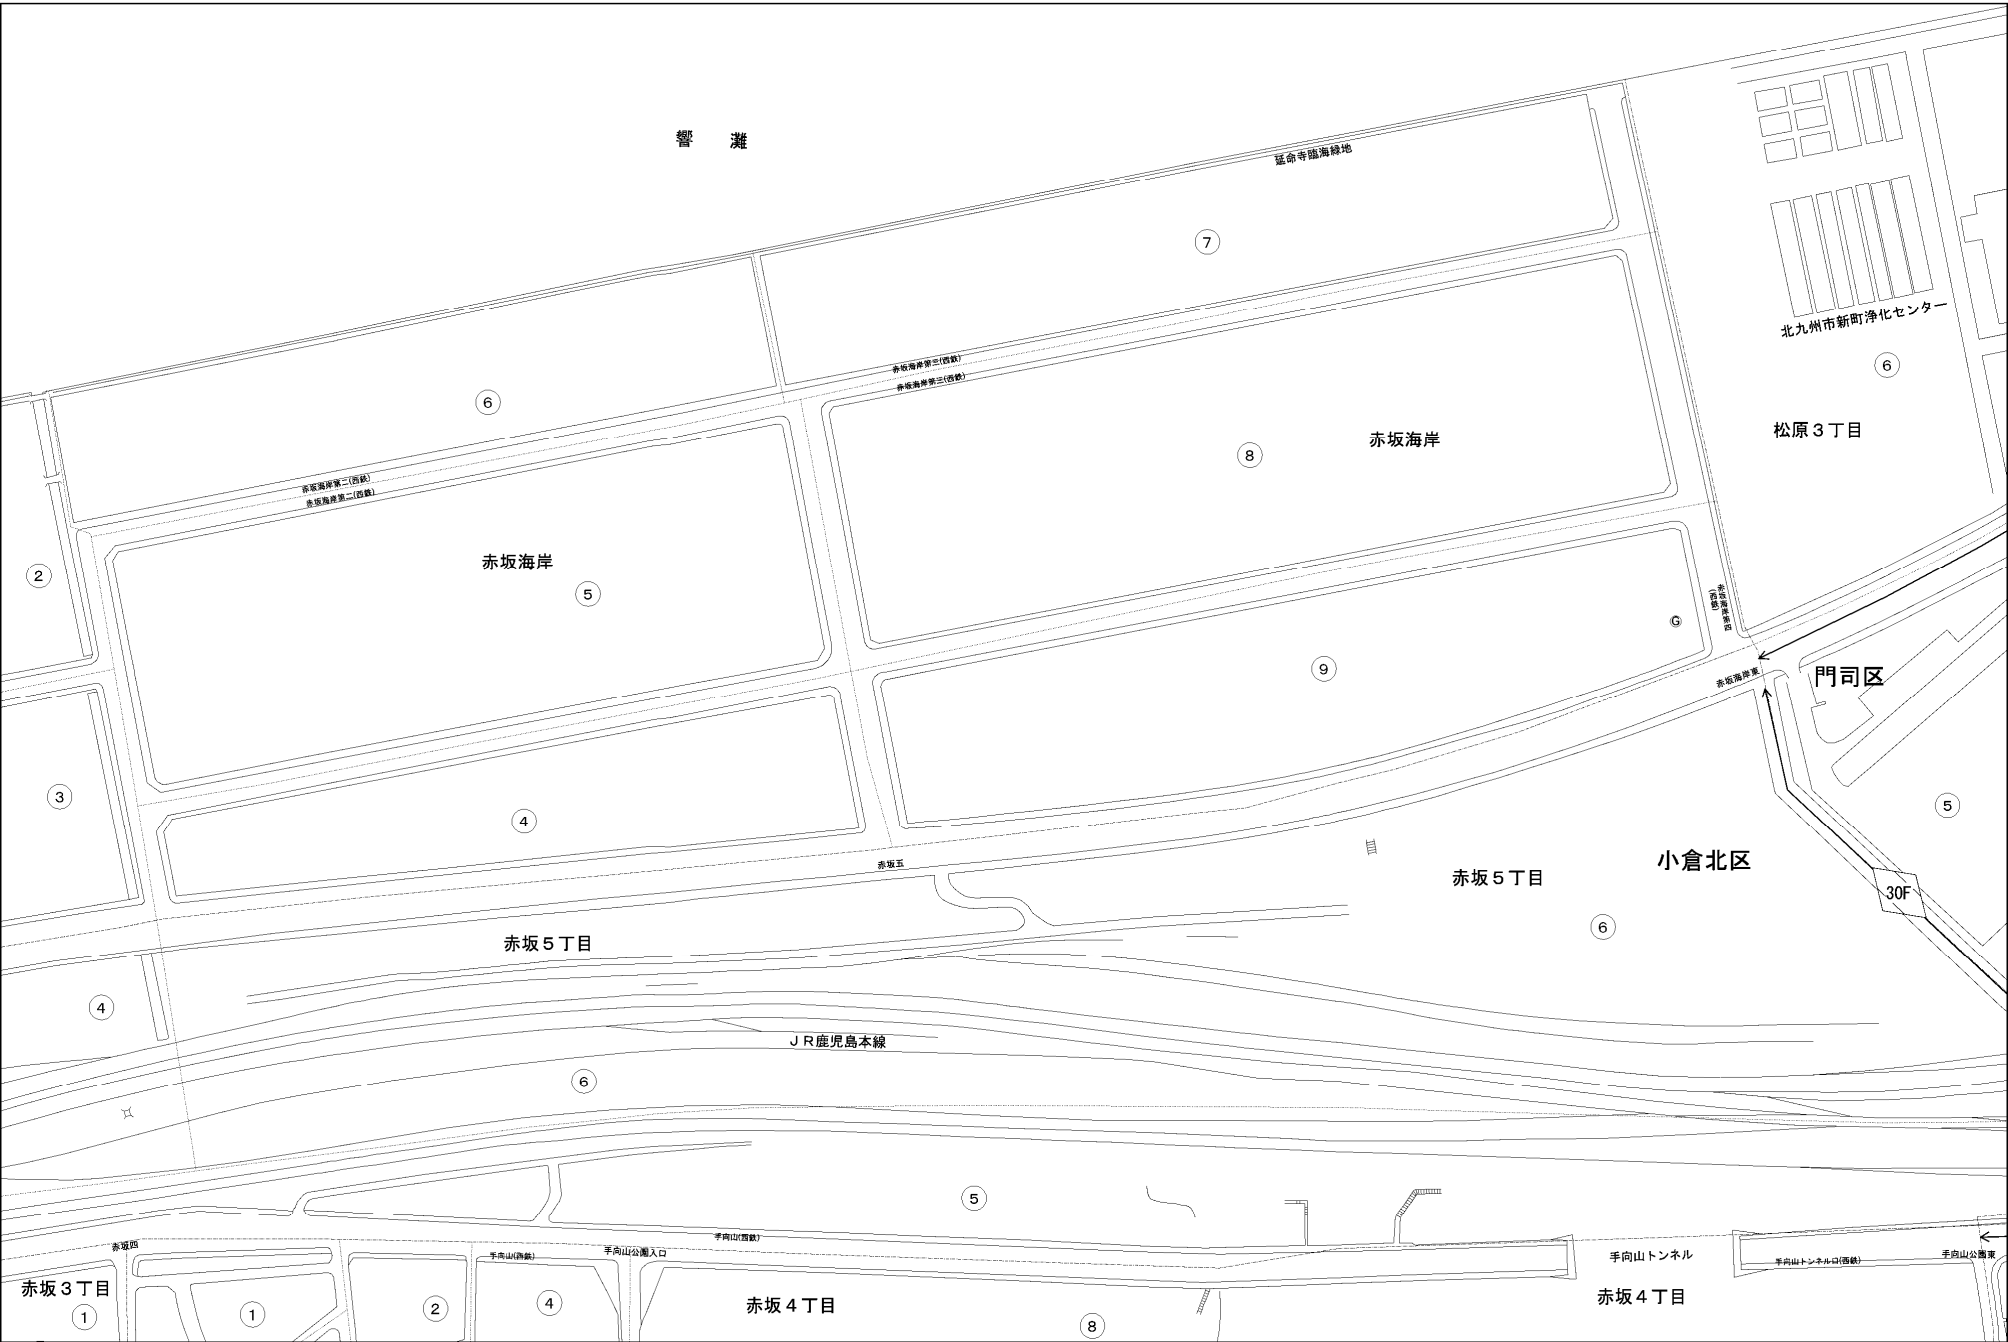 響　灘
延命寺臨海緑地
⑦
北九州市新町浄化センター
赤坂海岸第三(西鉄)
赤坂海岸第三(西鉄)
⑥
⑥
松原３丁目
赤坂海岸
⑧
赤坂海岸第二(西鉄)
赤坂海岸第二(西鉄)
赤坂海岸
②
⑤
赤坂海岸第四(西鉄)
Ⓖ
⑨
赤坂海岸東
門司区
③
⑤
④
小倉北区
赤坂五
赤坂５丁目
30F
⑥
赤坂５丁目
④
ＪＲ鹿児島本線
⑥
⑤
手向山(西鉄)
赤坂四
手向山(西鉄)
手向山公園入口
手向山トンネル
手向山トンネル口(西鉄)
手向山公園東
赤坂３丁目
①
①
②
④
赤坂４丁目
赤坂４丁目
⑧